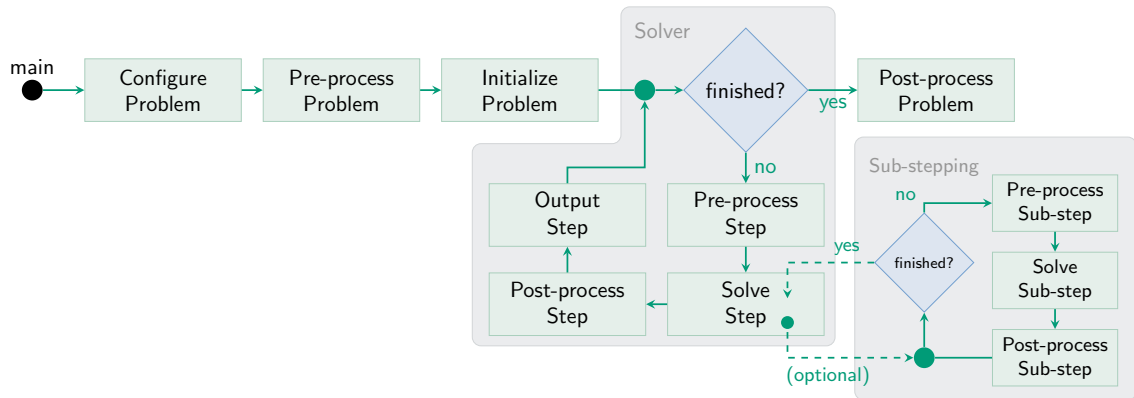 Solver
main
Configure
Problem
Pre-process
Problem
Initialize
Problem
finished?
yes
Post-process
Problem
no
Output
Step
Pre-process
Step
Post-process
Step
Solve
Step
Sub-stepping
no
Pre-process
Sub-step
yes
finished?
Solve
Sub-step
Post-process
Sub-step
(optional)